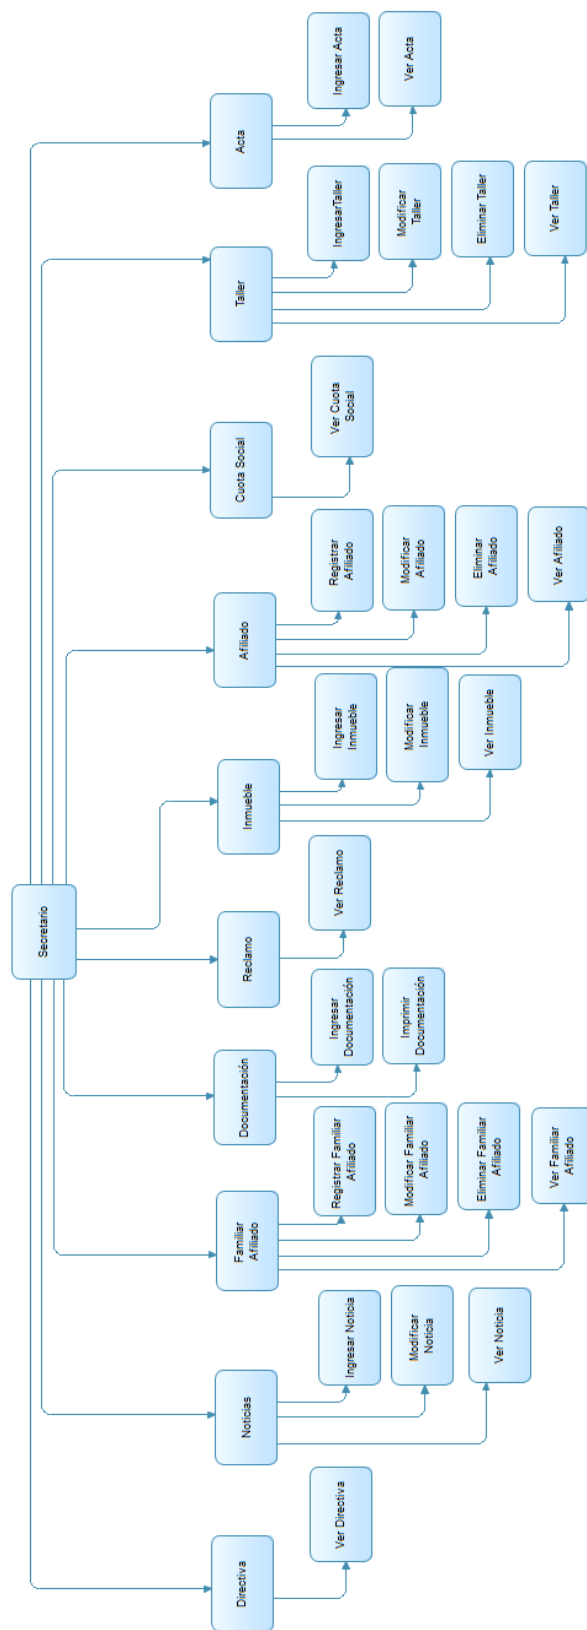 Secretario
Directiva
Ver Directiva
Noticias
Ingresar Noticia
Modificar
Noticia
Ver Noticia
Familiar
Afiliado
Registrar Familiar
Afiliado
Modificar Familiar
Afiliado
Eliminar Familiar
Afiliado
Ver Familiar
Afiliado
Documentación
Ingresar
Documentación
Imprimir
Documentación
Reclamo
Ver Reclamo
Inmueble
Ingresar
Inmueble
Modificar
Inmueble
Ver Inmueble
Afiliado
Registrar
Afiliado
Modificar
Afiliado
Eliminar
Afiliado
Ver Afiliado
Cuota Social
Ver Cuota
Social
Taller
IngresarTaller
Modificar
Taller
Eliminar Taller
Ver Taller
Acta
Ingresar Acta
Ver Acta